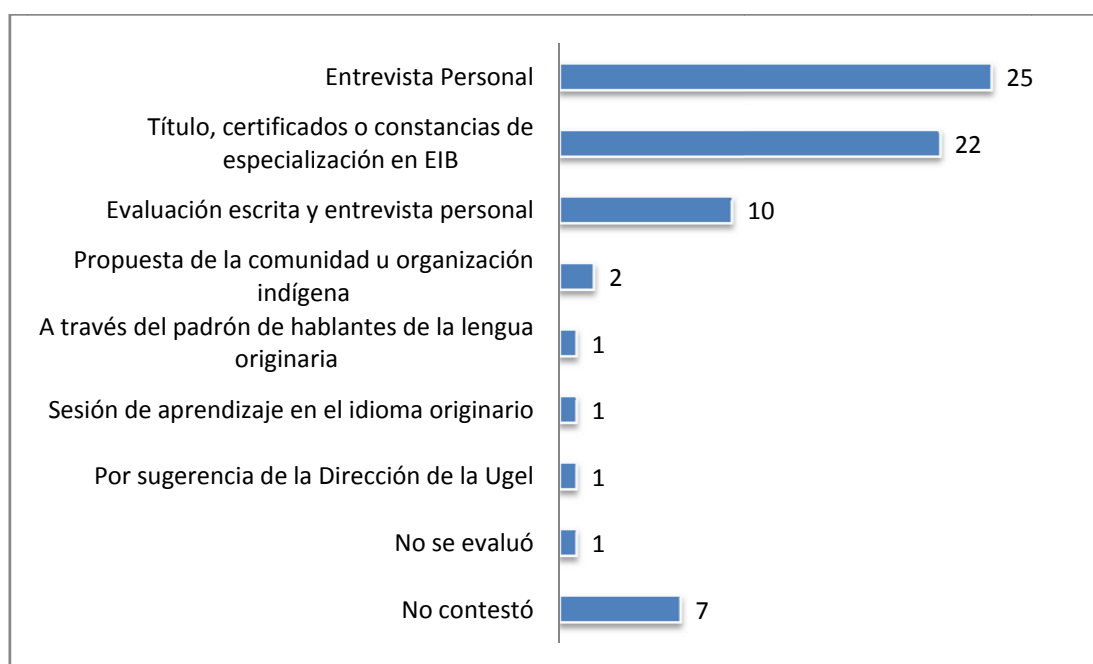 Entrevista Personal
25
Título, certificados o constancias de
especialización en EIB
22
Evaluación escrita y entrevista personal
10
Propuesta de la comunidad u organización
indígena
2
A través del padrón de hablantes de la lengua
originaria
1
Sesión de aprendizaje en el idioma originario
1
Por sugerencia de la Dirección de la Ugel
1
No se evaluó
1
No contestó
7